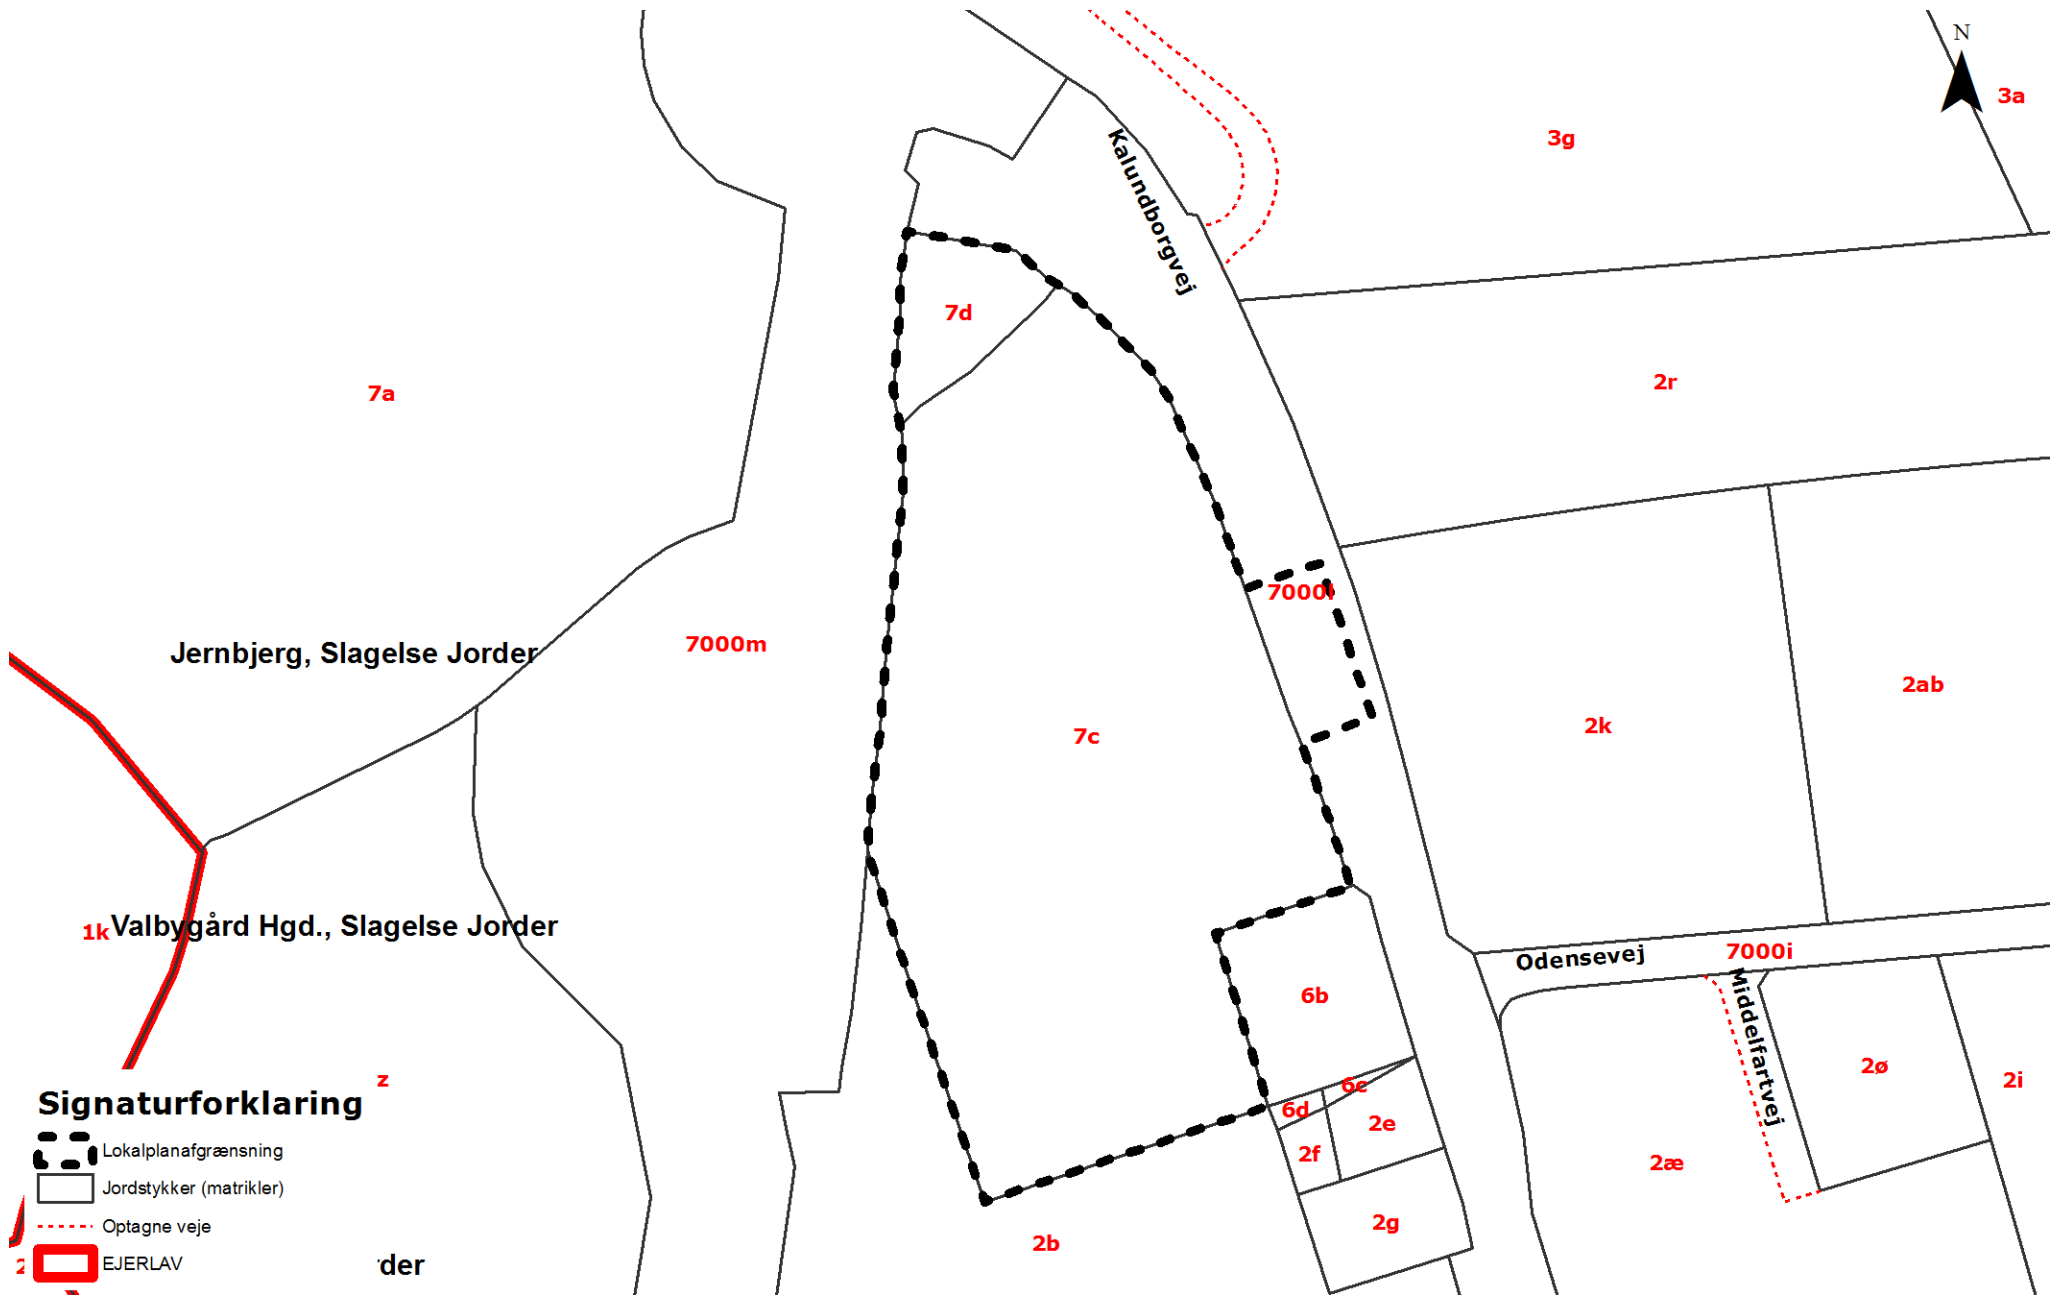 N
3a
3g
Kalundborgvej
7d
2r
7a
7000l
7000m
Jernbjerg, Slagelse Jorder
2ab
2k
7c
1k
Valbygård Hgd., Slagelse Jorder
Odensevej
7000i
Middelfartvej
6b
2ø
2i
z
6c
6d
2e
2f
2æ
2g
2b
Signaturforklaring
Lokalplanafgrænsning
Jordstykker (matrikler)
Optagne veje
EJERLAV
2
der